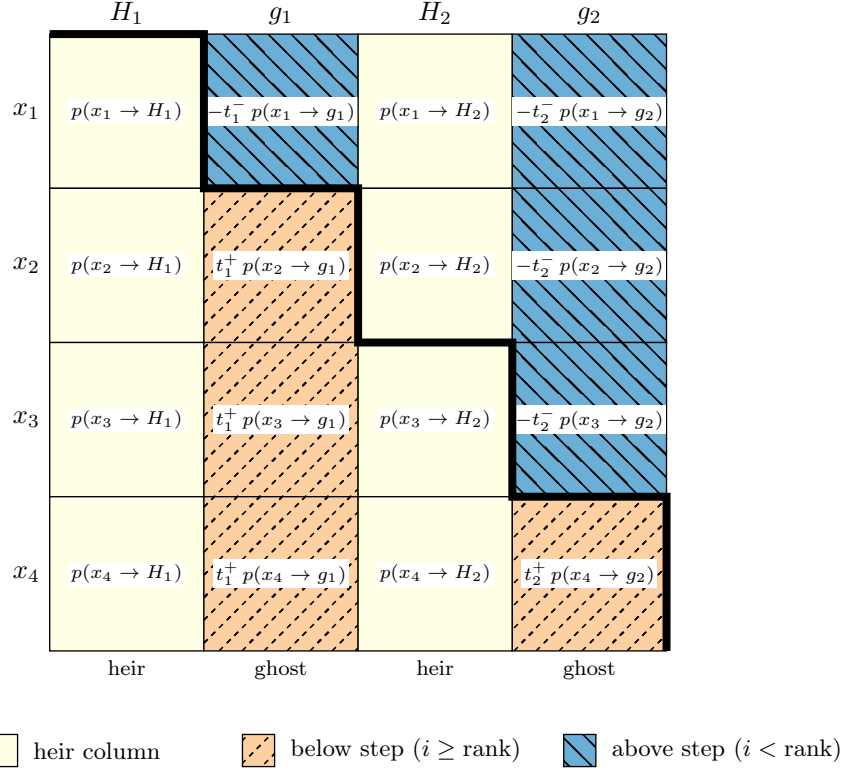 H₁ g₁ H₂ g₂
x₁ p(x₁ → H₁) −t₁⁻ p(x₁ → g₁) p(x₁ → H₂) −t₂⁻ p(x₁ → g₂)
x₂ p(x₂ → H₁) t₁⁺ p(x₂ → g₁) p(x₂ → H₂) −t₂⁻ p(x₂ → g₂)
x₃ p(x₃ → H₁) t₁⁺ p(x₃ → g₁) p(x₃ → H₂) −t₂⁻ p(x₃ → g₂)
x₄ p(x₄ → H₁) t₁⁺ p(x₄ → g₁) p(x₄ → H₂) t₂⁺ p(x₄ → g₂)
heir ghost heir ghost
heir column below step (i ≥ rank) above step (i < rank)